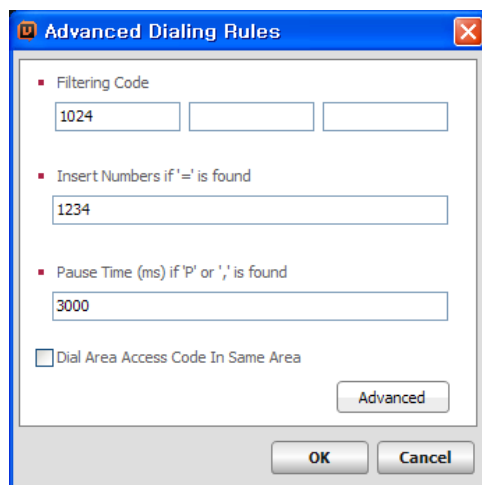 Advanced Dialing Rules
Filtering Code
1024
Insert Numbers if '=' is found
1234
Pause Time (ms) if 'P' or ',' is found
3000
Dial Area Access Code In Same Area
Advanced
OK Cancel